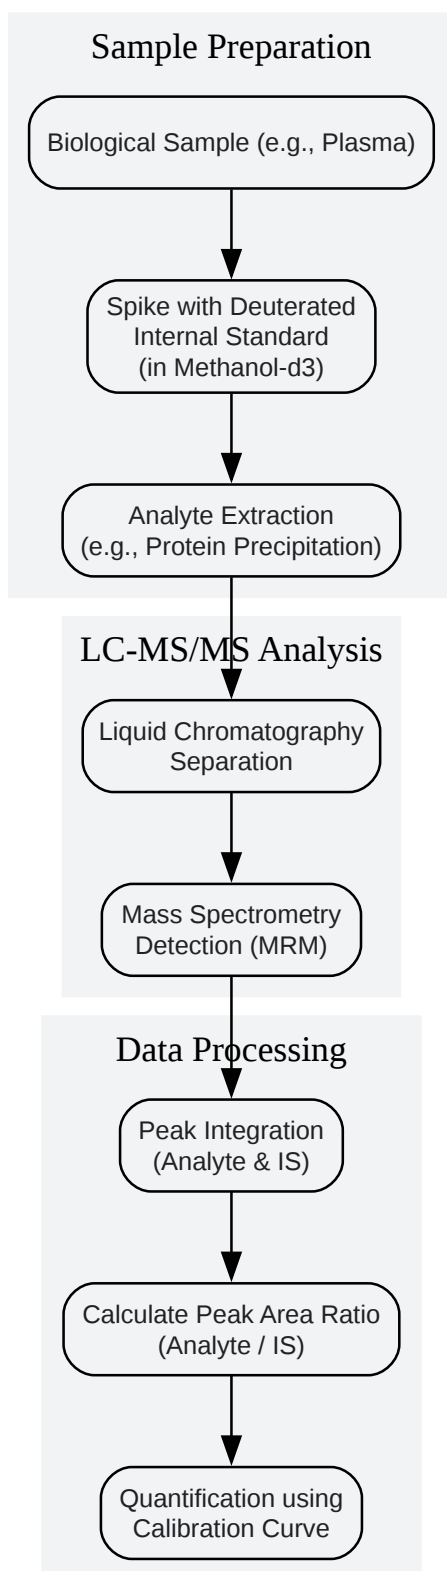 Sample Preparation
Biological Sample (e.g., Plasma)
Spike with Deuterated
Internal Standard
(in Methanol-d3)
Analyte Extraction
(e.g., Protein Precipitation)
LC-MS/MS Analysis
Liquid Chromatography
Separation
Mass Spectrometry
Detection (MRM)
Data Processing
Peak Integration
(Analyte & IS)
Calculate Peak Area Ratio
(Analyte / IS)
Quantification using
Calibration Curve